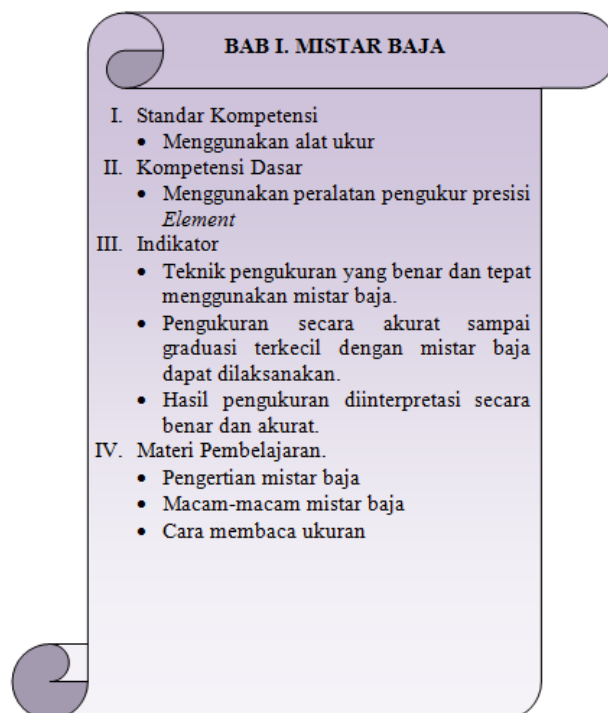 BAB I. MISTAR BAJA
I. Standar Kompetensi
• Menggunakan alat ukur
II. Kompetensi Dasar
• Menggunakan peralatan pengukur presisi
Element
III. Indikator
• Teknik pengukuran yang benar dan tepat
menggunakan mistar baja.
• Pengukuran secara akurat sampai
graduasi terkecil dengan mistar baja
dapat dilaksanakan.
• Hasil pengukuran diinterpretasi secara
benar dan akurat.
IV. Materi Pembelajaran.
• Pengertian mistar baja
• Macam-macam mistar baja
• Cara membaca ukuran